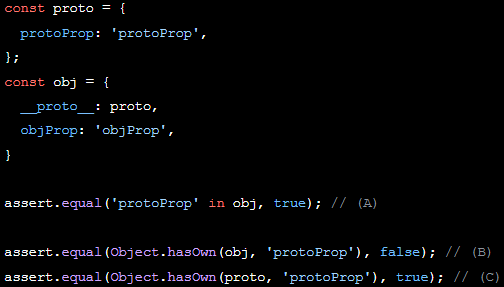 const proto = {
  protoProp: 'protoProp',
};
const obj = {
  __proto__: proto,
  objProp: 'objProp',
}

assert.equal('protoProp' in obj, true); // (A)

assert.equal(Object.hasOwn(obj, 'protoProp'), false); // (B)
assert.equal(Object.hasOwn(proto, 'protoProp'), true); // (C)